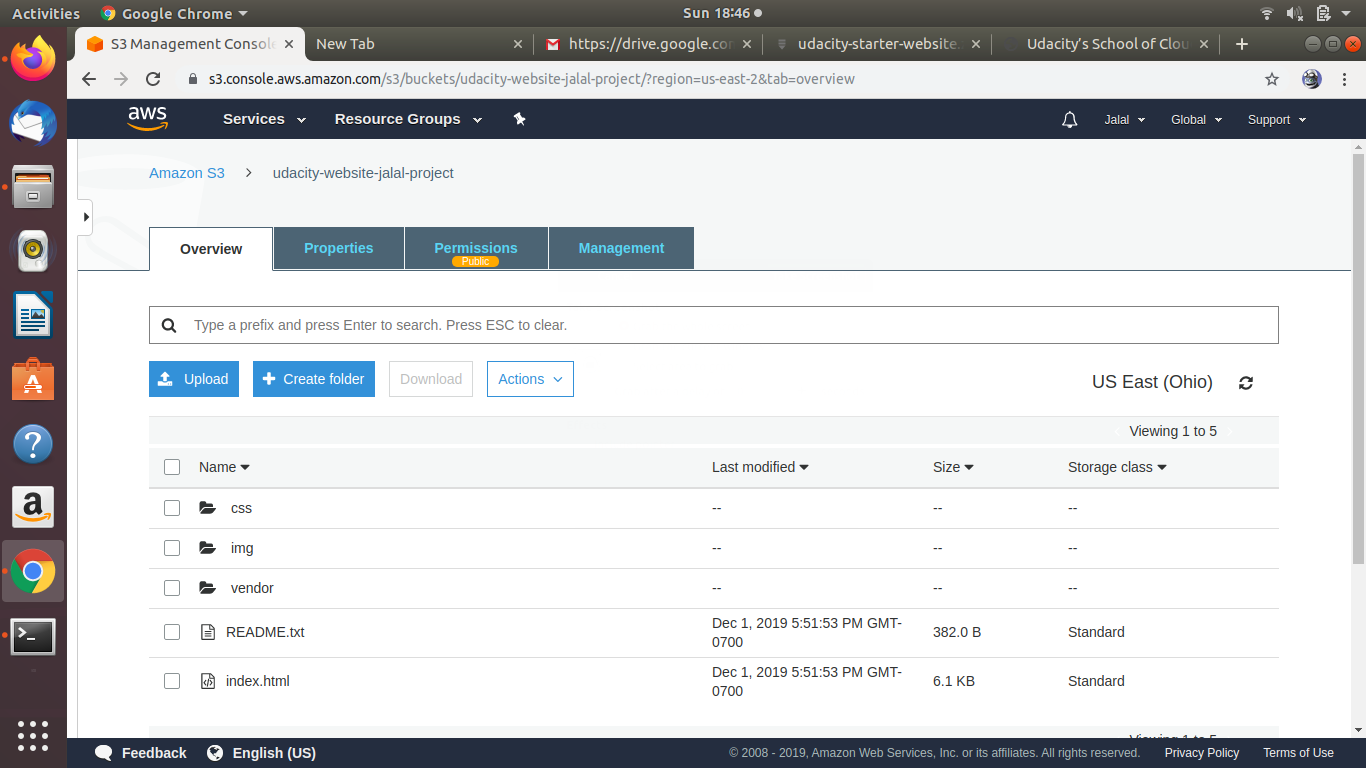 Activities
Google Chrome
Sun 18:46
S3 Management Console
New Tab
https://drive.google.co
udacity-starter-website.
Udacity's School of Clou
s3.console.aws.amazon.com/s3/buckets/udacity-website-jalal-project/?region=us-east-2&tab=overview
aws
Services
Resource Groups
Jalal
Global
Support
Amazon S3
udacity-website-jalal-project
Overview
Properties
Permissions
Public
Management
Type a prefix and press Enter to search. Press ESC to clear.
Upload
Create folder
Download
Actions
US East (Ohio)
Viewing 1 to 5
Name
Last modified
Size
Storage class
css
--
--
--
img
--
--
--
vendor
--
--
--
README.txt
Dec 1, 2019 5:51:53 PM GMT-
0700
382.0 B
Standard
index.html
Dec 1, 2019 5:51:53 PM GMT-
0700
6.1 KB
Standard
Viewing 1 to 5
Feedback
English (US)
© 2008 - 2019, Amazon Web Services, Inc. or its affiliates. All rights reserved.
Privacy Policy
Terms of Use